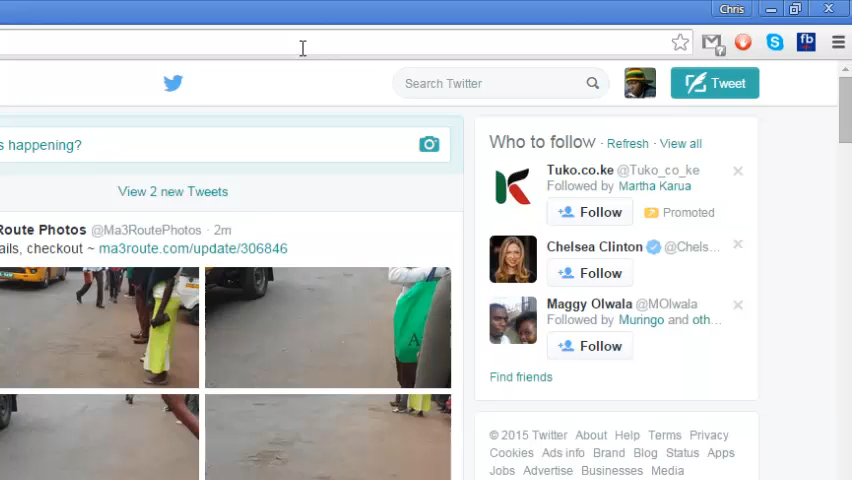 Chris
fb
Search Twitter
Tweet
s happening?
View 2 new Tweets
Route Photos @Ma3RoutePhotos · 2m
ails, checkout ~ ma3route.com/update/306846
Who to follow · Refresh · View all
Tuko.co.ke @Tuko_co_ke
Followed by Martha Karua
Follow
Promoted
Chelsea Clinton @Chels...
Follow
Maggy Olwala @MOlwala
Followed by Muringo and oth...
Follow
Find friends
© 2015 Twitter About Help Terms Privacy
Cookies Ads info Brand Blog Status Apps
Jobs Advertise Businesses Media